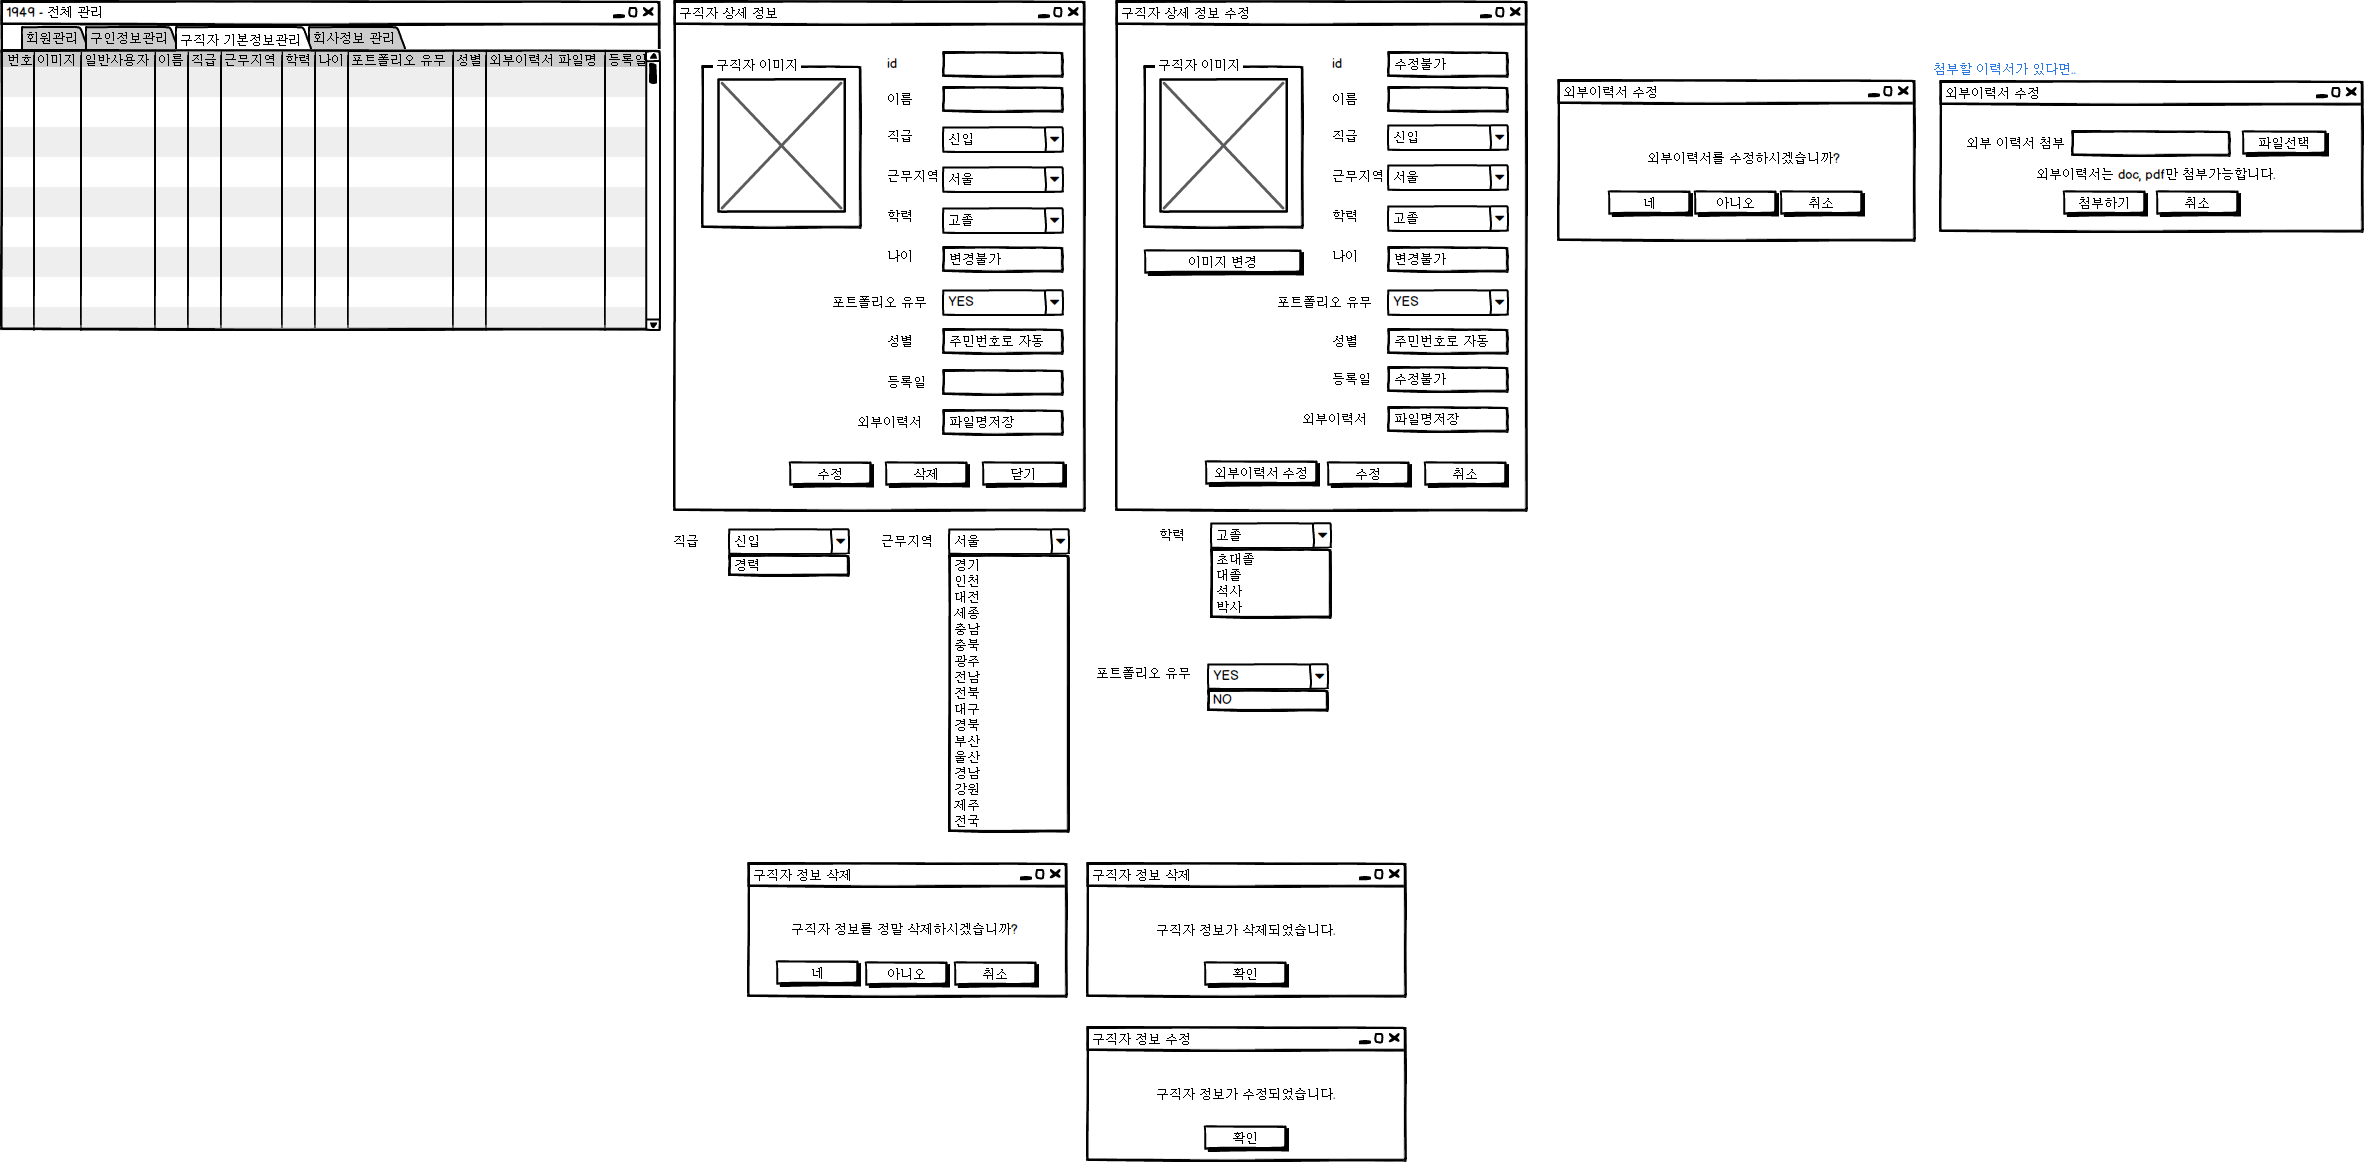 1949 - 전체 관리
회원관리 구인정보관리 구직자 기본정보관리 회사정보 관리
번호 이미지 일반사용자 이름 직급 근무지역 학력 나이 포트폴리오 유무 성별 외부이력서 파일명 등록일
구직자 상세 정보
구직자 이미지
id
이름
직급 신입
근무지역 서울
학력 고졸
나이 변경불가
포트폴리오 유무 YES
성별 주민번호로 자동
등록일
외부이력서 파일명저장
수정 삭제 닫기
구직자 상세 정보 수정
구직자 이미지
이미지 변경
id 수정불가
이름
직급 신입
근무지역 서울
학력 고졸
나이 변경불가
포트폴리오 유무 YES
성별 주민번호로 자동
등록일 수정불가
외부이력서 파일명저장
외부이력서 수정 수정 취소
외부이력서 수정
외부이력서를 수정하시겠습니까?
네 아니오 취소
첨부할 이력서가 있다면..
외부이력서 수정
외부 이력서 첨부 파일선택
외부이력서는 doc, pdf만 첨부가능합니다.
첨부하기 취소
직급 신입
경력
근무지역 서울
경기
인천
대전
세종
충남
충북
광주
전남
전북
대구
경북
부산
울산
경남
강원
제주
전국
학력 고졸
초대졸
대졸
석사
박사
포트폴리오 유무 YES
NO
구직자 정보 삭제
구직자 정보를 정말 삭제하시겠습니까?
네 아니오 취소
구직자 정보 삭제
구직자 정보가 삭제되었습니다.
확인
구직자 정보 수정
구직자 정보가 수정되었습니다.
확인